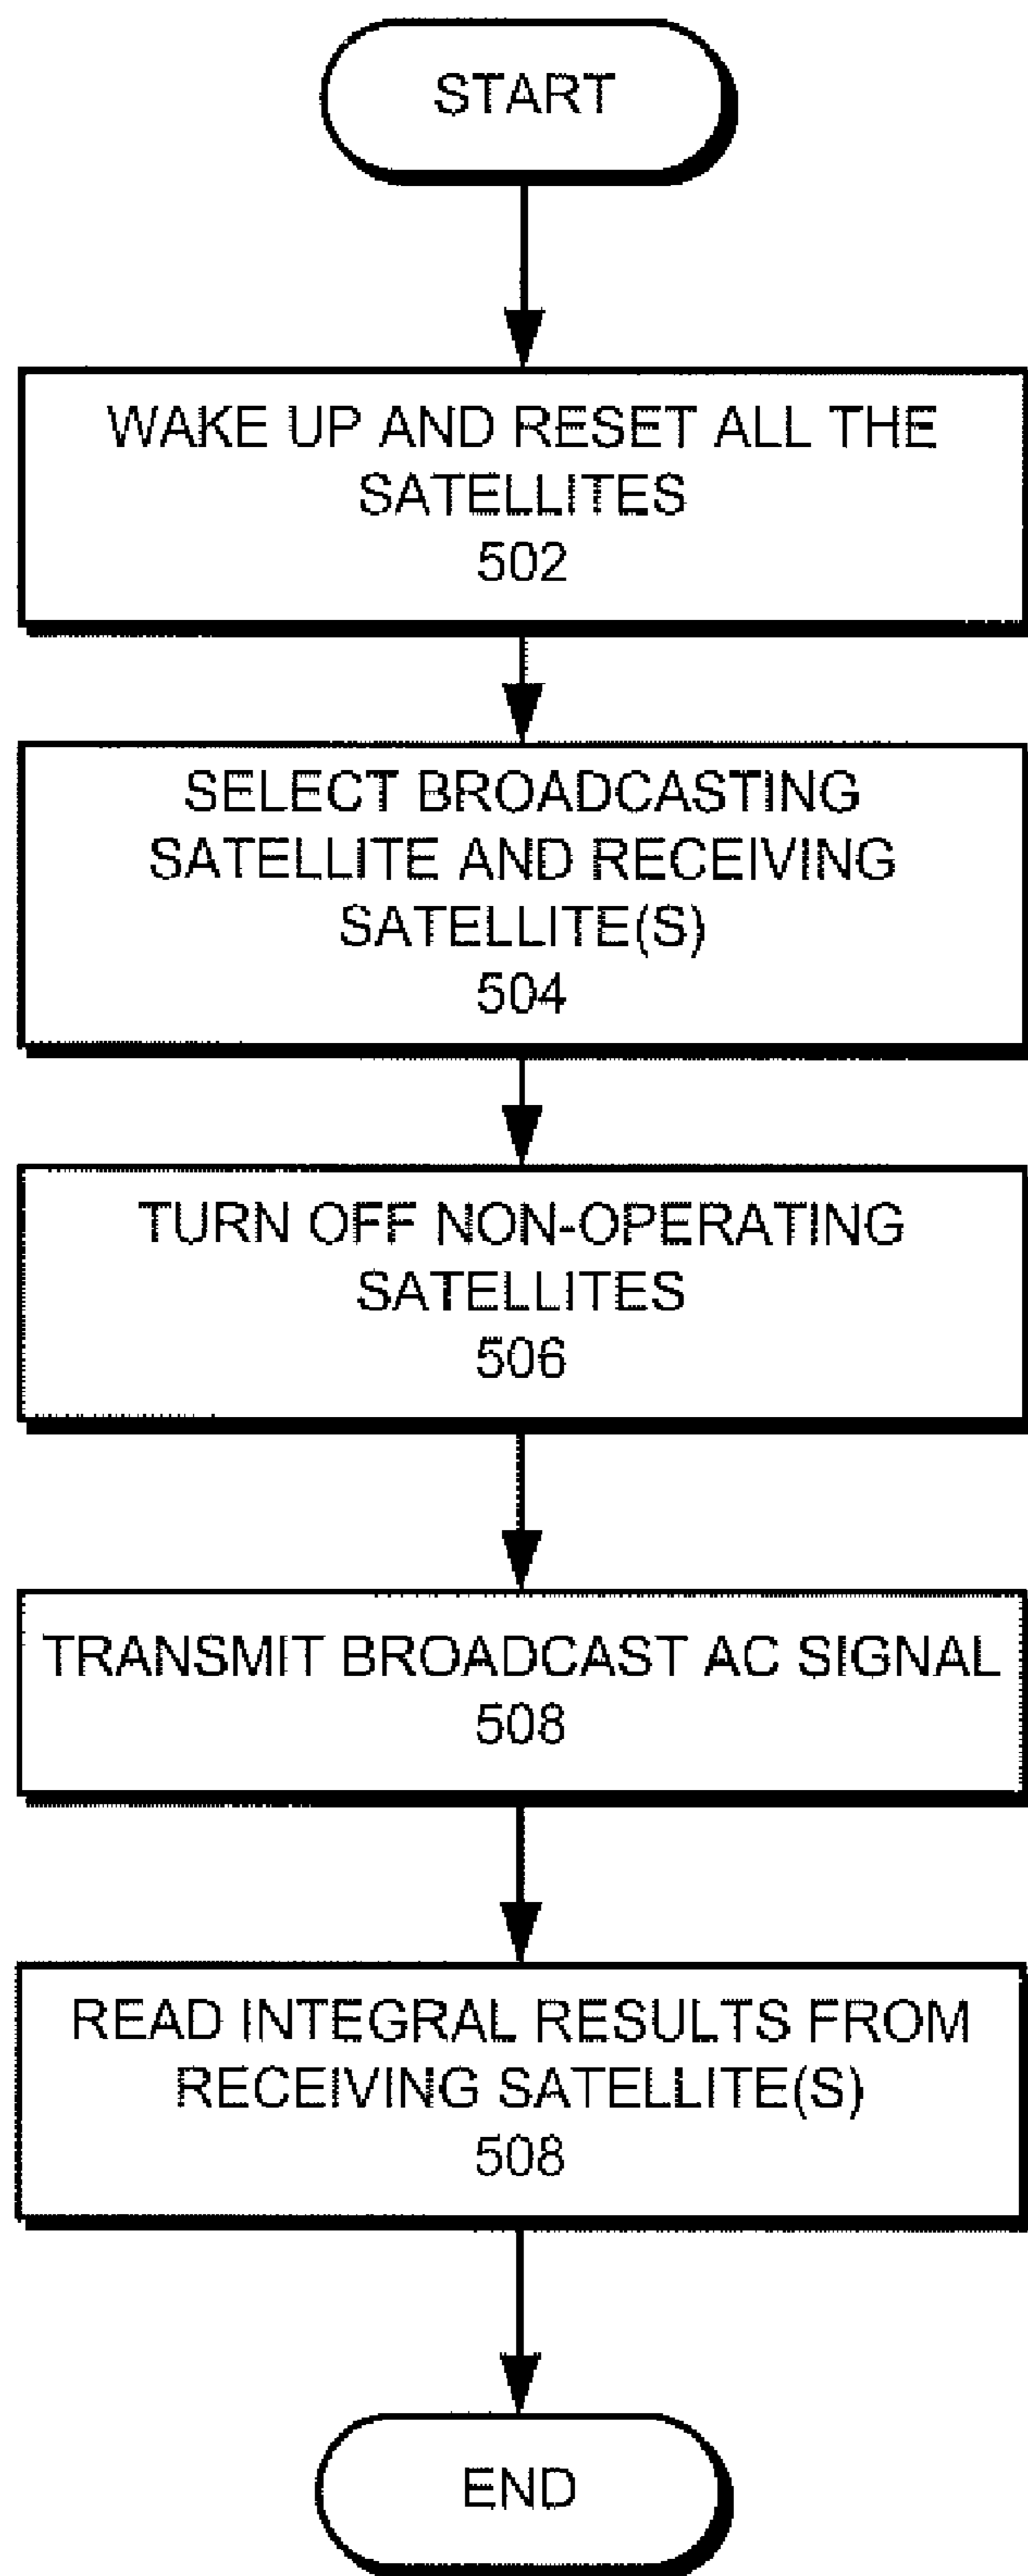 START
WAKE UP AND RESET ALL THE
SATELLITES
502
SELECT BROADCASTING
SATELLITE AND RECEIVING
SATELLITE(S)
504
TURN OFF NON-OPERATING
SATELLITES
506
TRANSMIT BROADCAST AC SIGNAL
508
READ INTEGRAL RESULTS FROM
RECEIVING SATELLITE(S)
508
END